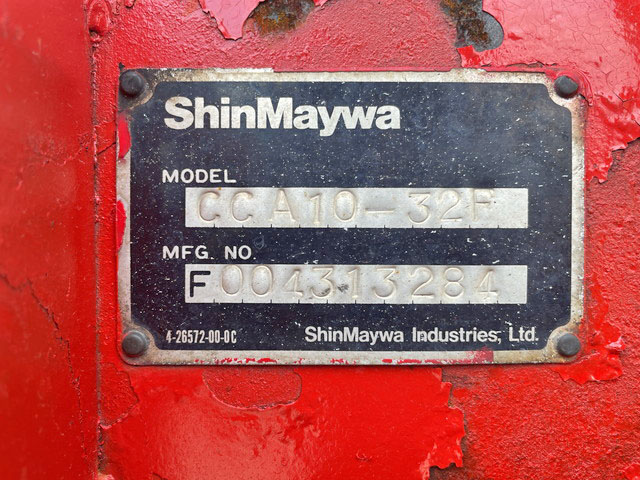 ShinMaywa
MODEL
CCA10-32F
MFG. NO.
F004313284
4-26572-00-0C
ShinMaywa Industries, Ltd.